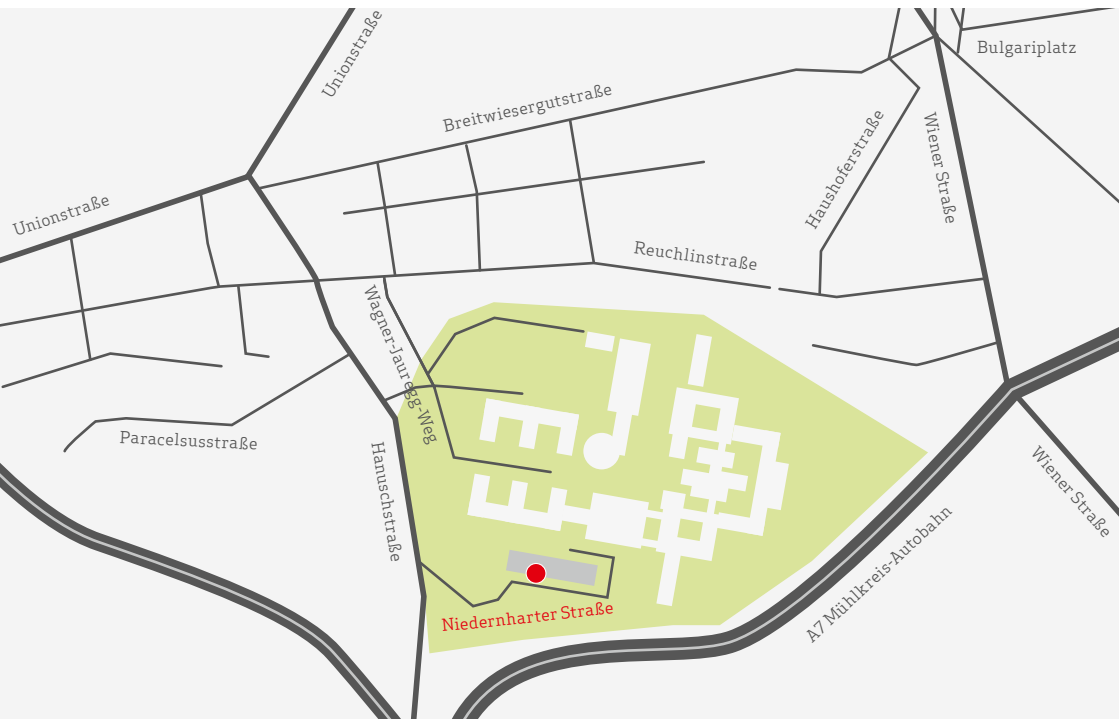 Unionstraße
Bulgariplatz
Breitwiesergutstraße
Haushoferstraße
Wiener Straße
Unionstraße
Reuchlinstraße
Wagner-Jauregg-Weg
Paracelsusstraße
Hanuschstraße
Wiener Straße
A7 Mühlkreis-Autobahn
Niedernharter Straße